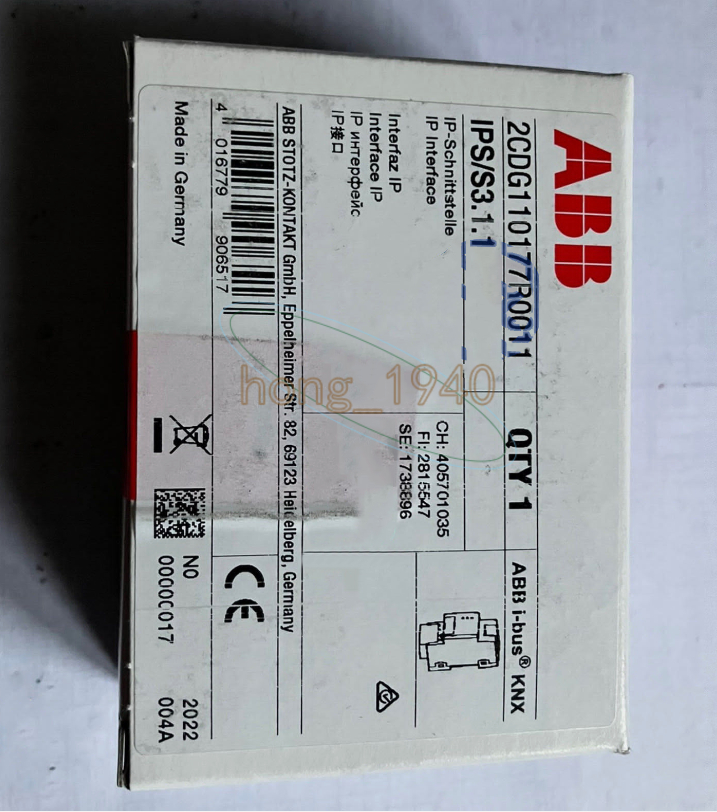 ABB
2CDG110177R0011
QTY 1
ABB i-bus® KNX
IPS/S3.1.1
IP-Schnittstelle
IP Interface
CH: 405701035
FI: 2815547
SE: 1738896
Interfaz IP
Interface IP
IP интерфейс
IP接口
ABB STOTZ-KONTAKT GmbH, Eppelheimer Str. 82, 69123 Heidelberg, Germany
4 016779 906517
CE
Made in Germany
N0
00000017
2022
004A
hong_1940